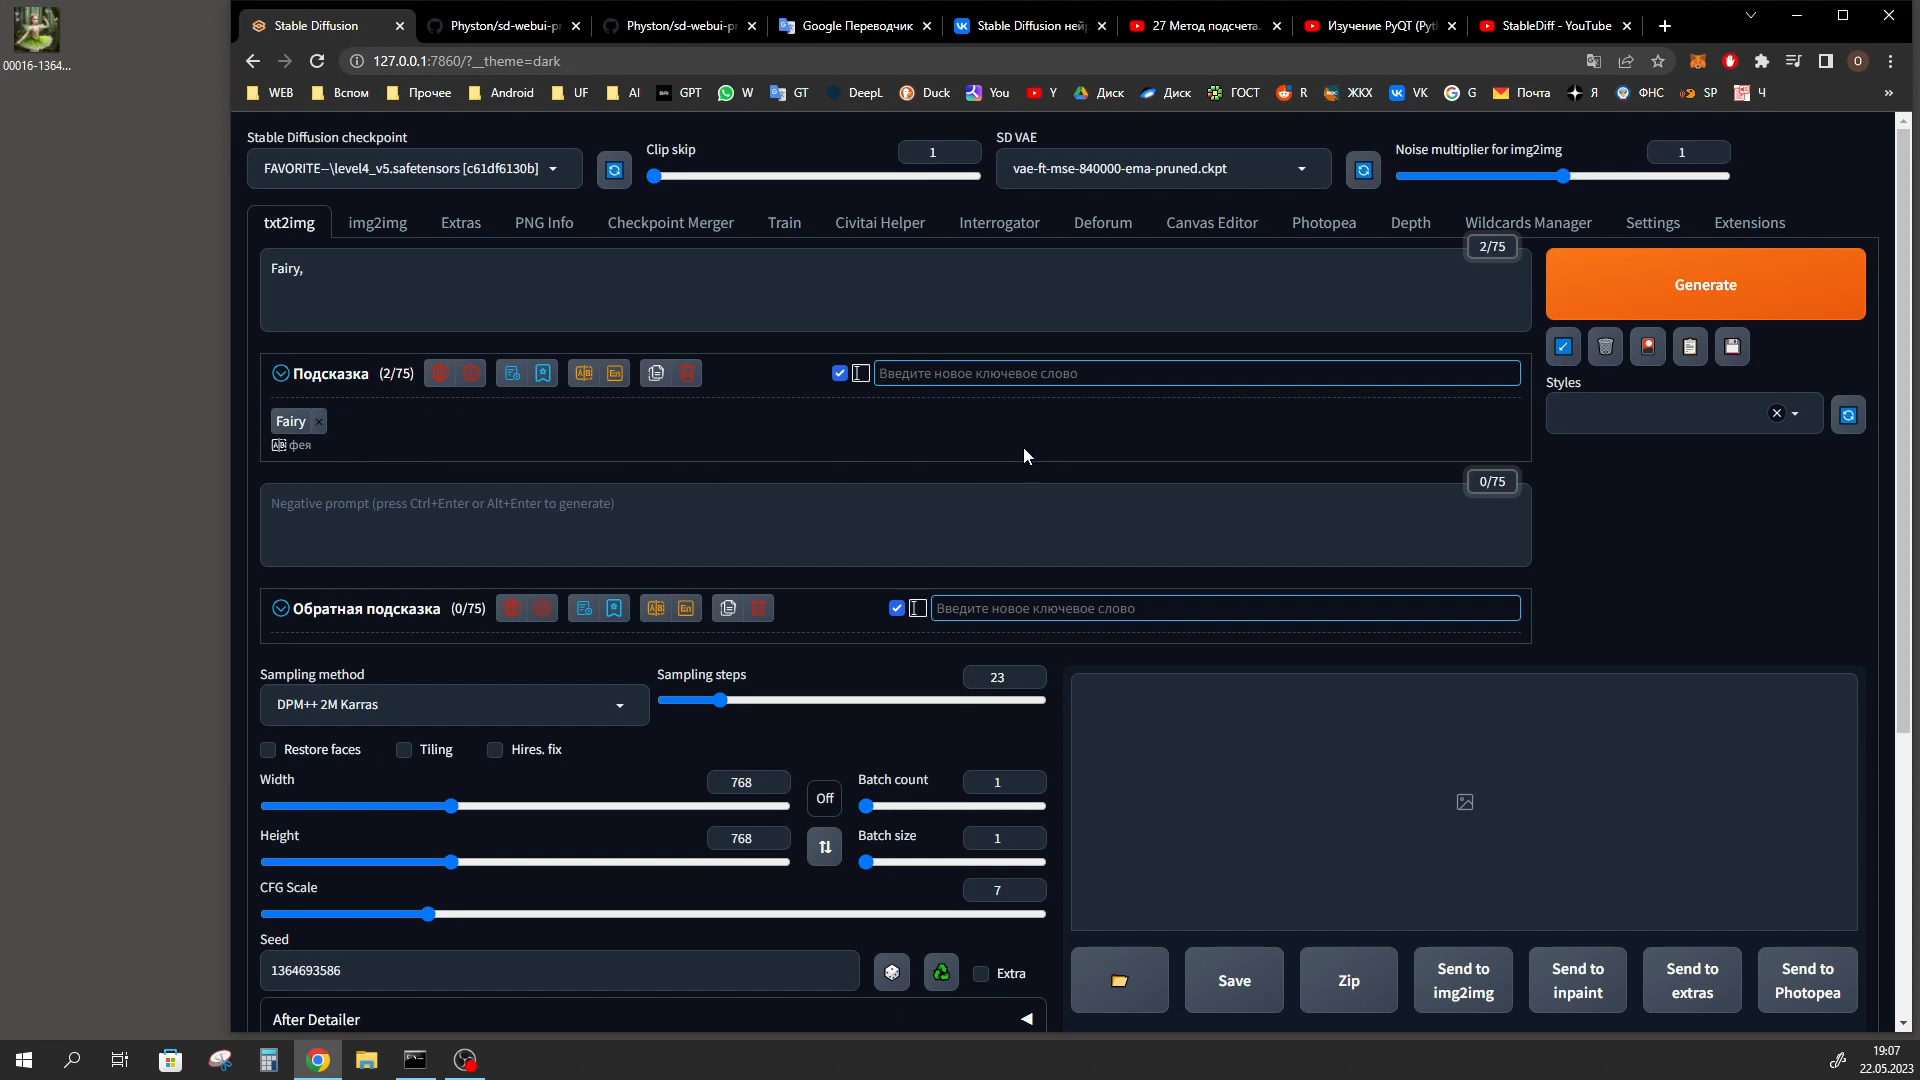 Stable Diffusion
Physton/sd-webui-pr
Physton/sd-webui-pr
Google Переводчик
Stable Diffusion ней
27 Метод подсчета
Изучение PyQT (Pyt
StableDiff - YouTube
00016-1364...
127.0.0.1:7860/?__theme=dark
O
WEB
Вспом
Прочее
Android
UF
AI
GPT
W
GT
DeepL
Duck
You
Y
Диск
Диск
ГОСТ
R
ЖКХ
VK
G
Почта
Я
ФНС
SP
Ч
»
Stable Diffusion checkpoint
FAVORITE--\level4_v5.safetensors [c61df6130b]
Clip skip
1
SD VAE
vae-ft-mse-840000-ema-pruned.ckpt
Noise multiplier for img2img
1
txt2img
img2img
Extras
PNG Info
Checkpoint Merger
Train
Civitai Helper
Interrogator
Deforum
Canvas Editor
Photopea
Depth
Wildcards Manager
Settings
Extensions
2/75
Fairy,
Generate
Подсказка (2/75)
En
Введите новое ключевое слово
Styles
Fairy
фея
0/75
Negative prompt (press Ctrl+Enter or Alt+Enter to generate)
Обратная подсказка (0/75)
En
Введите новое ключевое слово
Sampling method
DPM++ 2M Karras
Sampling steps
23
Restore faces
Tiling
Hires. fix
Width
768
Off
Batch count
1
Height
768
Batch size
1
CFG Scale
7
Seed
1364693586
Extra
After Detailer
Save
Zip
Send to img2img
Send to inpaint
Send to extras
Send to Photopea
19:07
22.05.2023